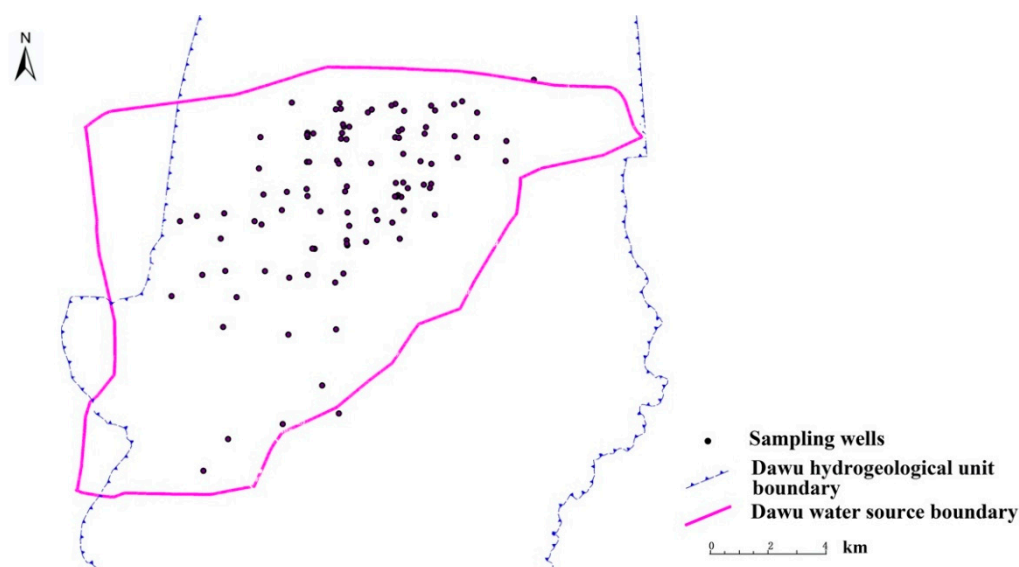 N
Sampling wells
Dawu hydrogeological unit
boundary
Dawu water source boundary
0 2 4 km